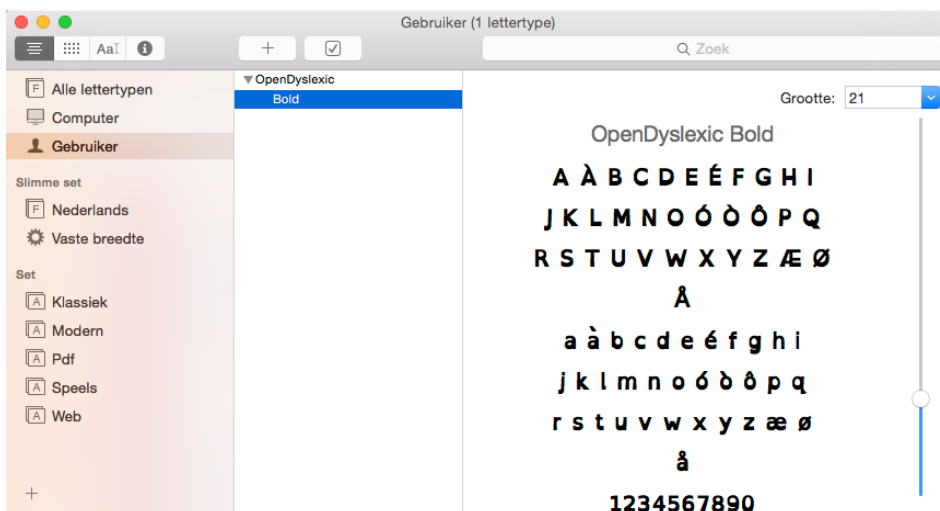 Gebruiker (1 lettertype)
AaI
Zoek
Alle lettertypen
Computer
Gebruiker
Slimme set
Nederlands
Vaste breedte
Set
Klassiek
Modern
Pdf
Speels
Web
OpenDyslexic
Bold
Grootte: 21
OpenDyslexic Bold
A À B C D E É F G H I
J K L M N O Ó Ò Ô P Q
R S T U V W X Y Z Æ Ø
Å
a à b c d e é f g h i
j k l m n o ó ò ô p q
r s t u v w x y z æ ø
å
1234567890